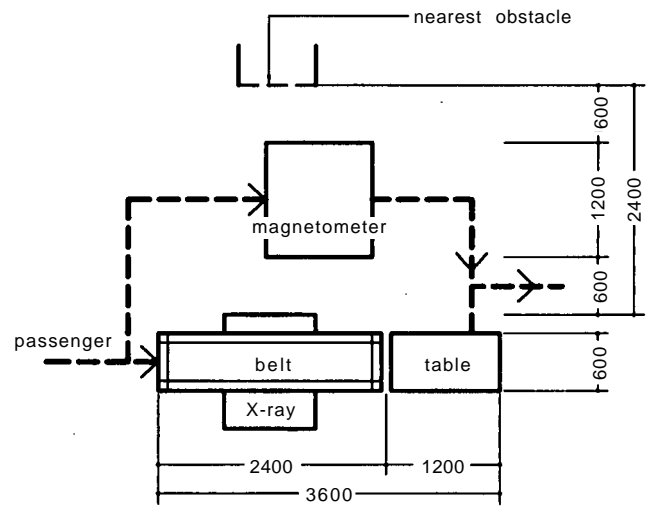 nearest obstacle
600
1200
2400
magnetometer
600
passenger
belt
table
600
X-ray
2400
1200
3600